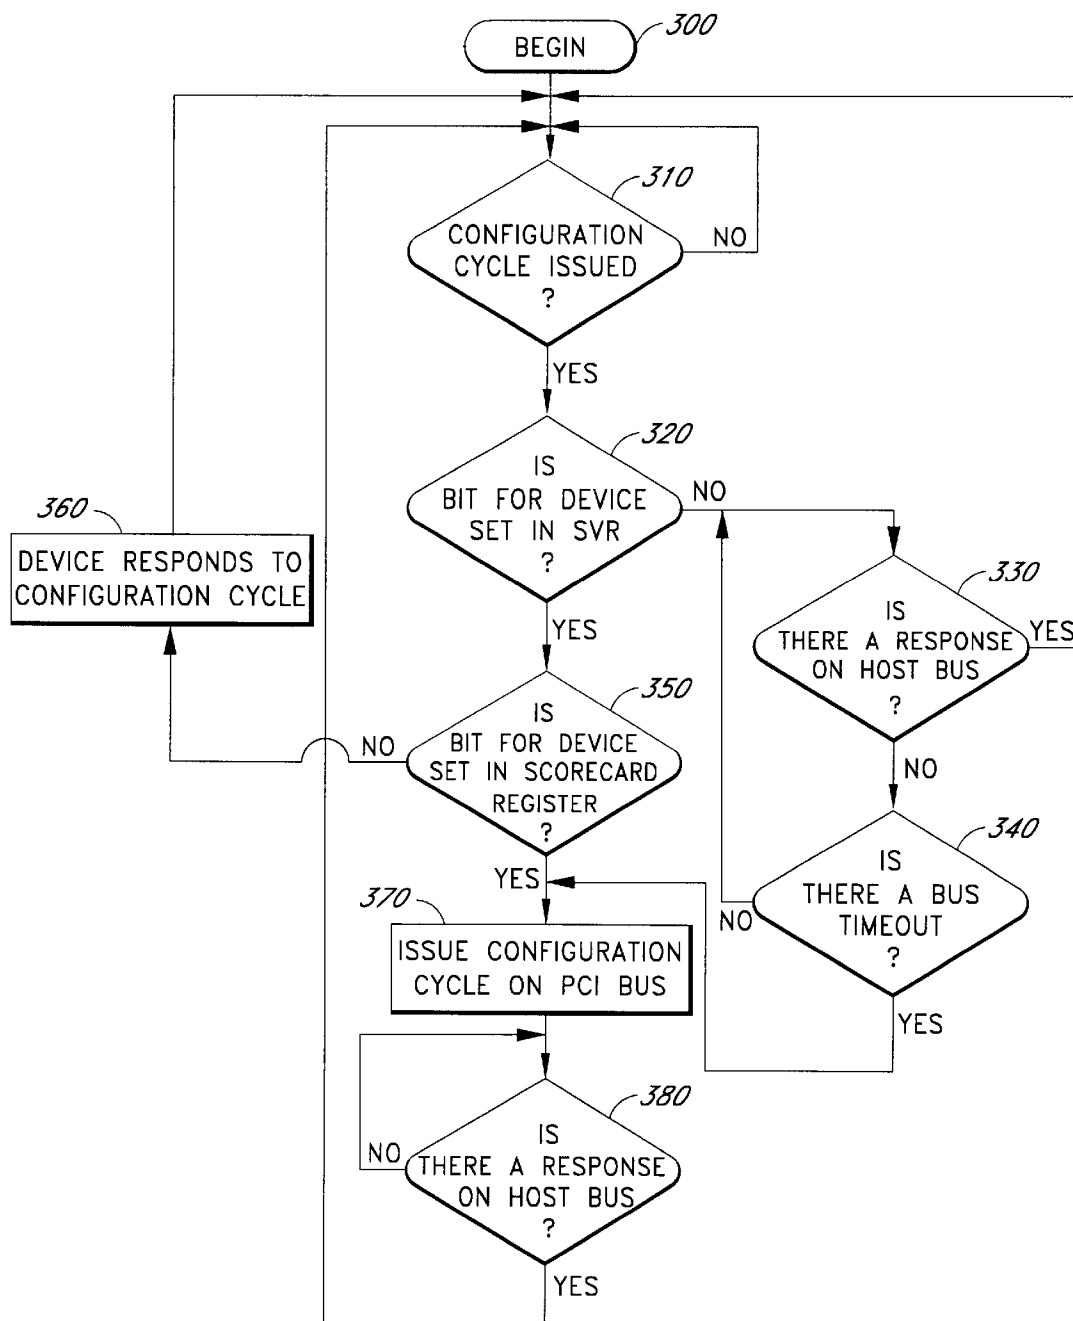 BEGIN
300
310
CONFIGURATION
CYCLE ISSUED
?
NO
YES
320
IS
BIT FOR DEVICE
SET IN SVR
?
NO
YES
360
DEVICE RESPONDS TO
CONFIGURATION CYCLE
330
IS
THERE A RESPONSE
ON HOST BUS
?
YES
NO
350
IS
BIT FOR DEVICE
SET IN SCORECARD
REGISTER
?
NO
YES
340
IS
THERE A BUS
TIMEOUT
?
NO
YES
370
ISSUE CONFIGURATION
CYCLE ON PCI BUS
380
IS
THERE A RESPONSE
ON HOST BUS
?
NO
YES